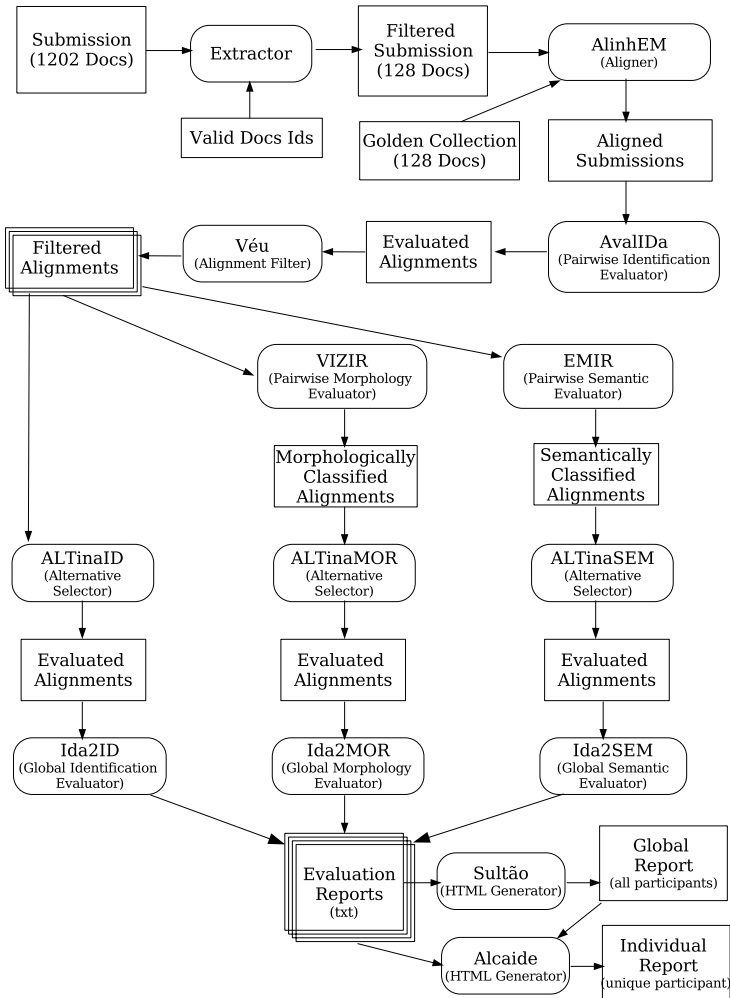 Submission
(1202 Docs)
Extractor
Filtered
Submission
(128 Docs)
AlinhEM
(Aligner)
Valid Docs Ids
Golden Collection
(128 Docs)
Aligned
Submissions
Filtered
Alignments
Véu
(Alignment Filter)
Evaluated
Alignments
AvalIDa
(Pairwise Identification
Evaluator)
VIZIR
(Pairwise Morphology
Evaluator)
EMIR
(Pairwise Semantic
Evaluator)
Morphologically
Classified
Alignments
Semantically
Classified
Alignments
ALTinaID
(Alternative
Selector)
ALTinaMOR
(Alternative
Selector)
ALTinaSEM
(Alternative
Selector)
Evaluated
Alignments
Evaluated
Alignments
Evaluated
Alignments
Ida2ID
(Global Identification
Evaluator)
Ida2MOR
(Global Morphology
Evaluator)
Ida2SEM
(Global Semantic
Evaluator)
Evaluation
Reports
(txt)
Sultão
(HTML Generator)
Global
Report
(all participants)
Alcaide
(HTML Generator)
Individual
Report
(unique participant)